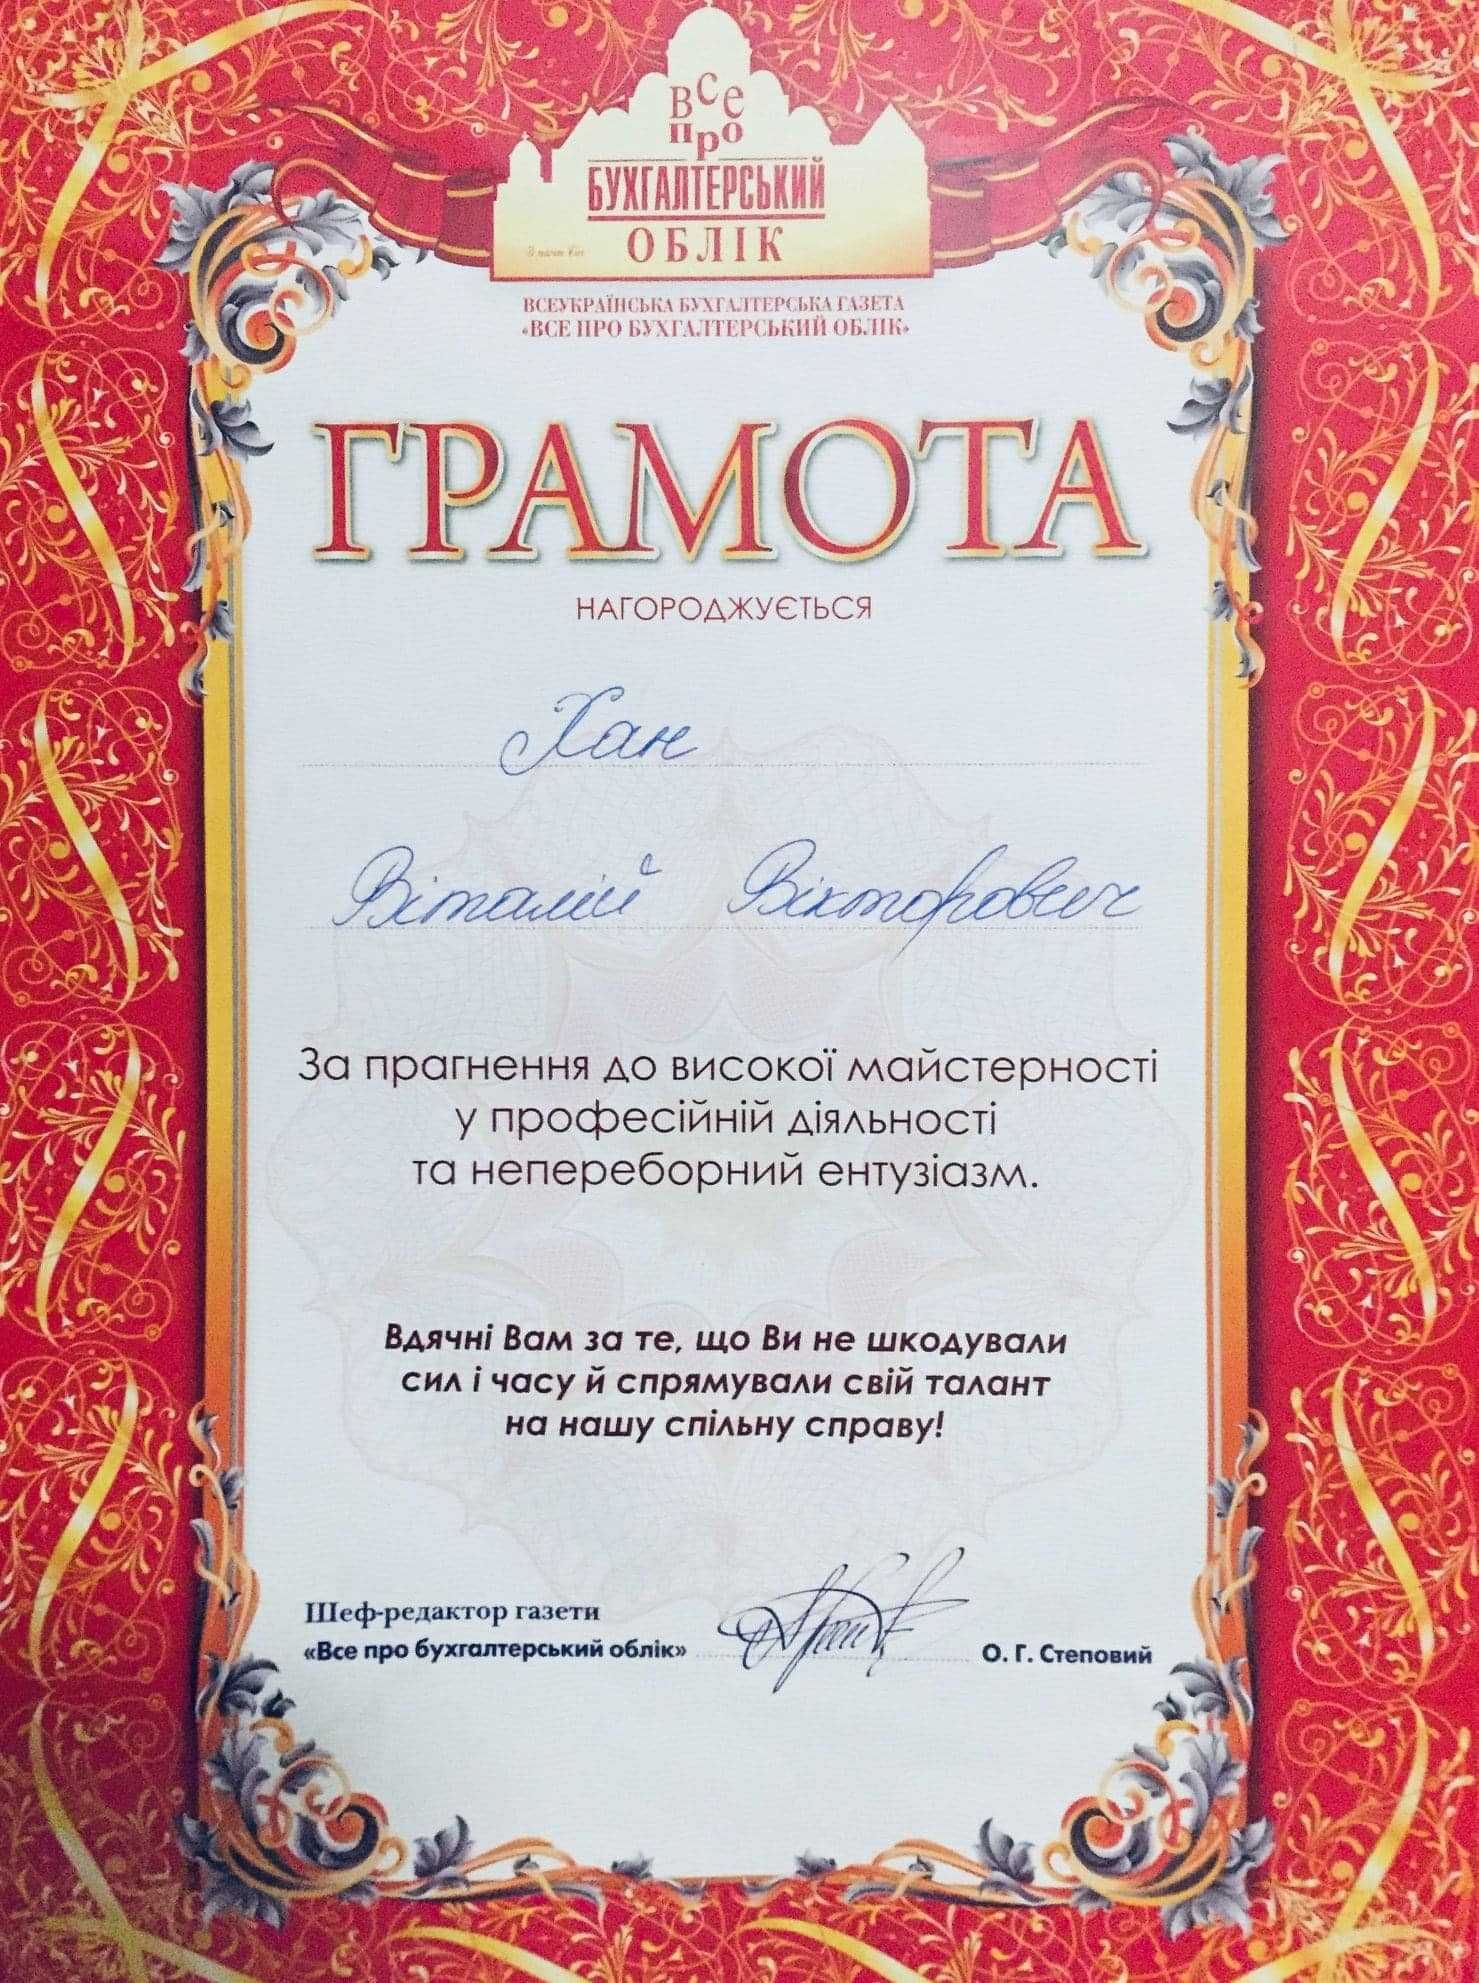 Все
про
БУХГАЛТЕРСЬКИЙ
ОБЛІК
ВСЕУКРАЇНСЬКА БУХГАЛТЕРСЬКА ГАЗЕТА
«ВСЕ ПРО БУХГАЛТЕРСЬКИЙ ОБЛІК»
ГРАМОТА
НАГОРОДЖУЄТЬСЯ
Хан
Віталій Вікторович
За прагнення до високої майстерності
у професійній діяльності
та непереборний ентузіазм.
Вдячні Вам за те, що Ви не шкодували
сил і часу й спрямували свій талант
на нашу спільну справу!
Шеф-редактор газети
«Все про бухгалтерський облік» О. Г. Степовий